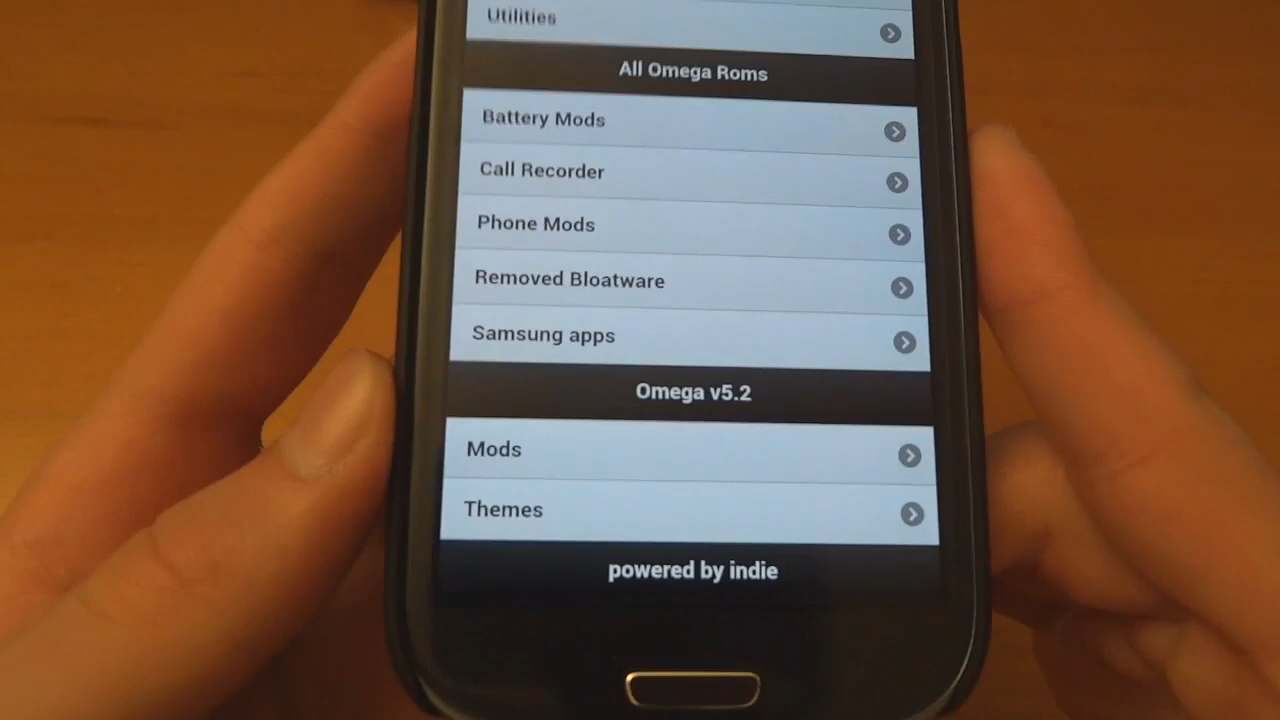 Utilities
All Omega Roms
Battery Mods
Call Recorder
Phone Mods
Removed Bloatware
Samsung apps
Omega v5.2
Mods
Themes
powered by indie